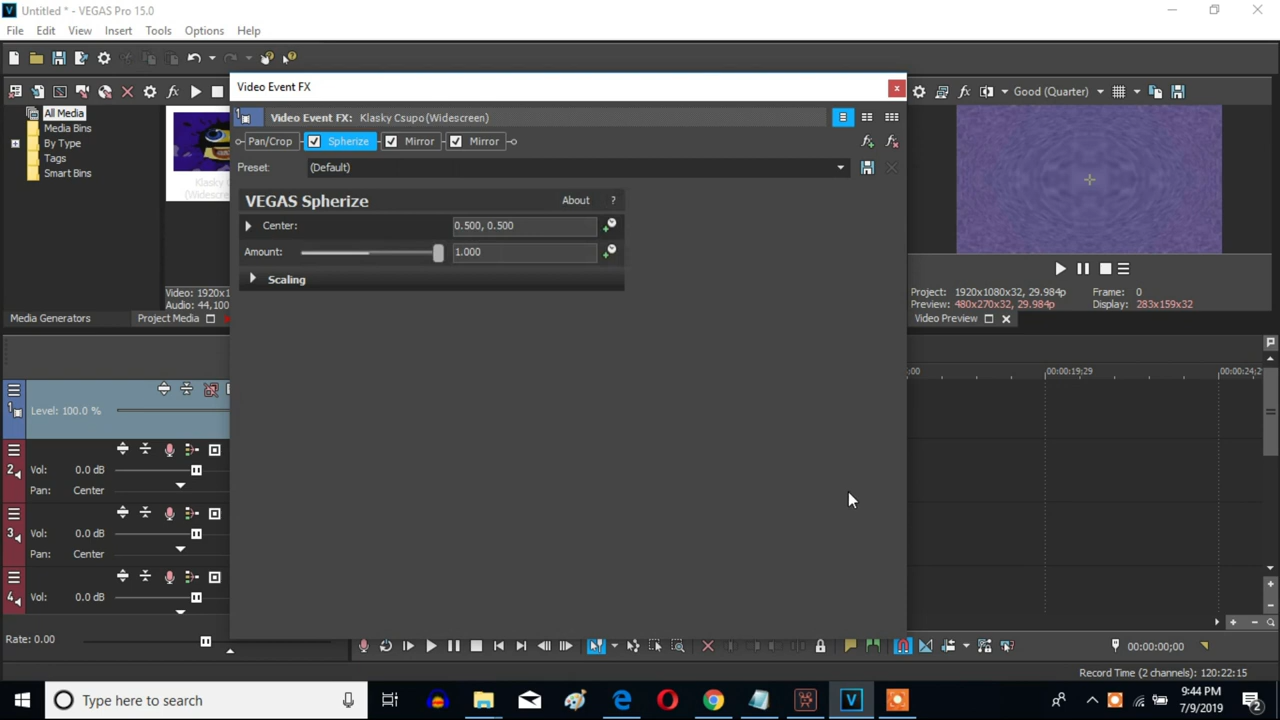 Untitled * - VEGAS Pro 15.0
File Edit View Insert Tools Options Help
Video Event FX
Good (Quarter)
All Media
Media Bins
By Type
Tags
Smart Bins
Video Event FX: Klasky Csupo (Widescreen)
Pan/Crop Spherize Mirror Mirror
Preset: (Default)
VEGAS Spherize About ?
Center: 0.500, 0.500
Amount: 1.000
Scaling
Video: 1920x1
Audio: 44,100
Project: 1920x1080x32, 29.984p Frame: 0
Preview: 480x270x32, 29.984p Display: 283x159x32
Media Generators Project Media
Video Preview
00:00:19;29
1
Level: 100.0 %
2 Vol: 0.0 dB
Pan: Center
3 Vol: 0.0 dB
Pan: Center
4 Vol: 0.0 dB
Rate: 0.00
00:00:00;00
Record Time (2 channels): 120:22:15
Type here to search
9:44 PM
7/9/2019
2